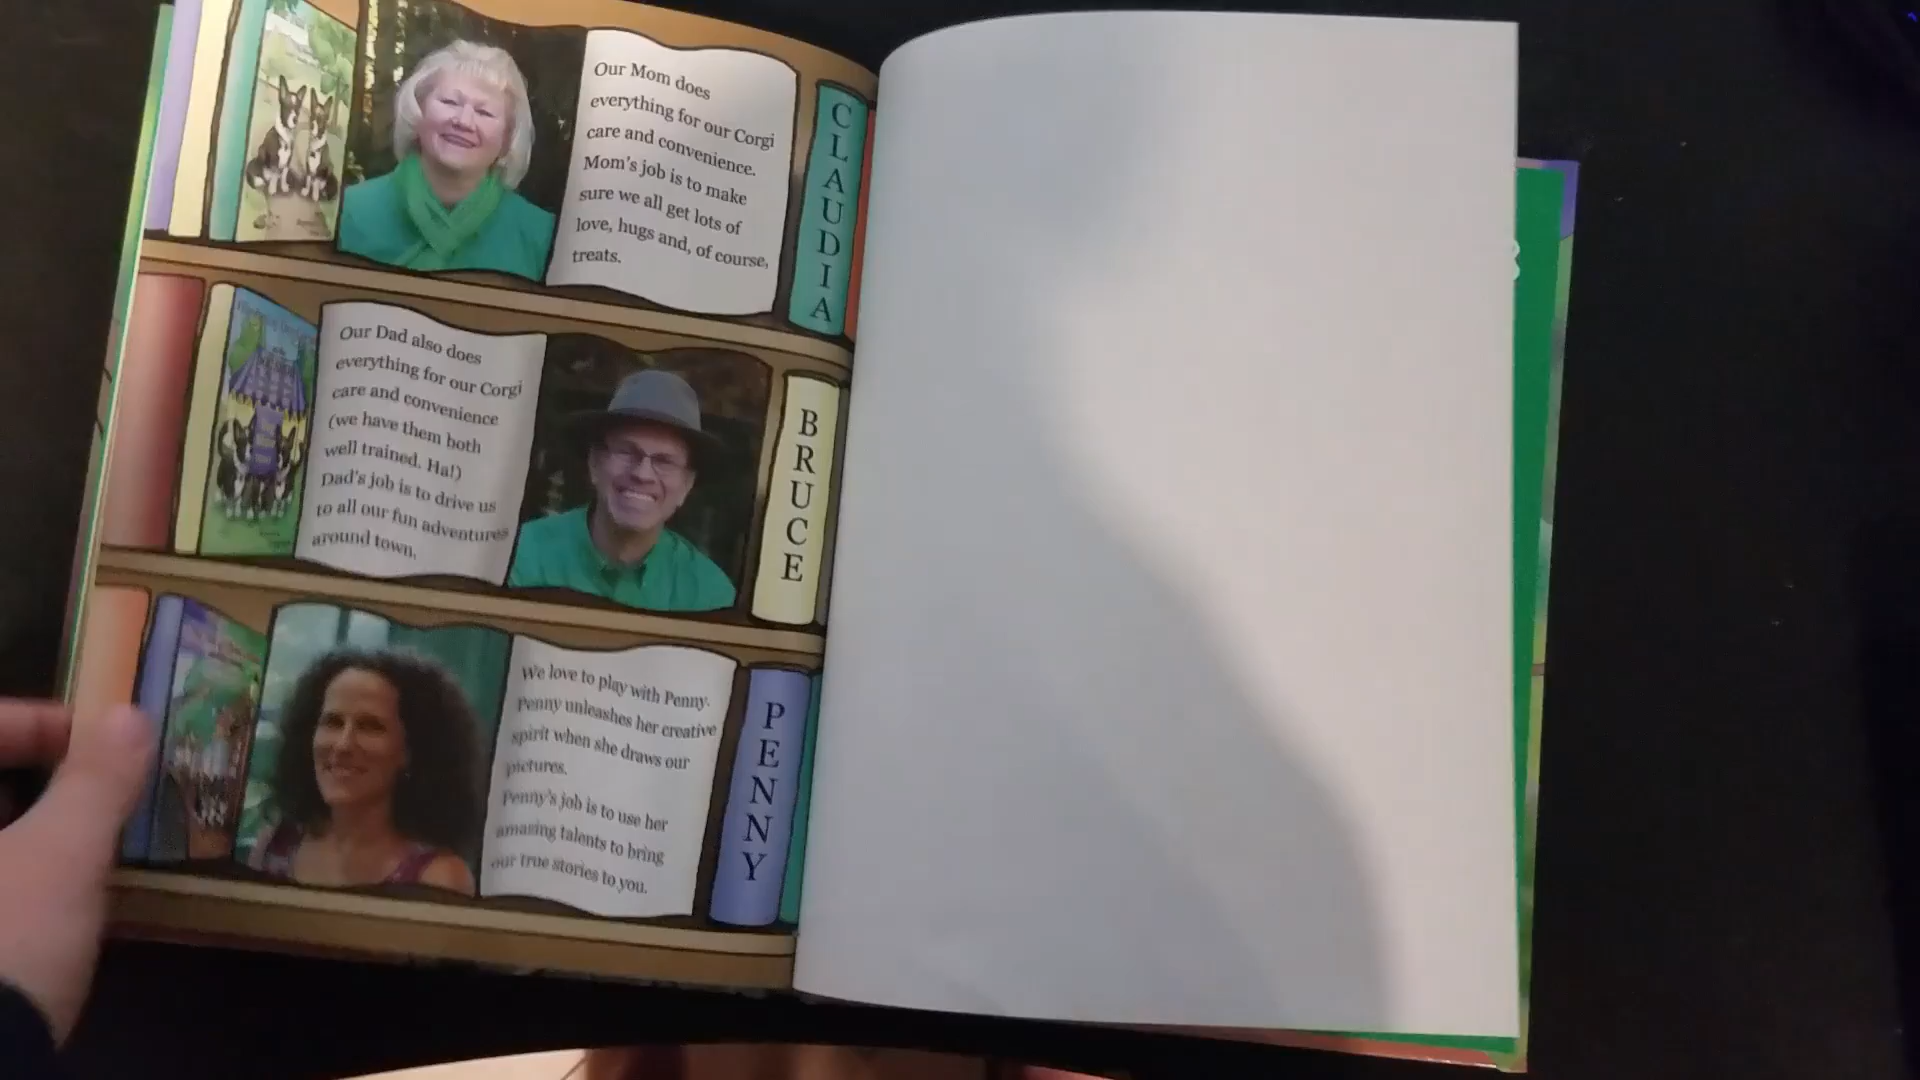 Our Mom does
everything for our Corgi
care and convenience.
Mom's job is to make
sure we all get lots of
love, hugs and, of course,
treats.
CLAUDIA
Our Dad also does
everything for our Corgi
care and convenience
(we have them both
well trained. Ha!)
Dad's job is to drive us
to all our fun adventures
around town.
BRUCE
We love to play with Penny.
Penny unleashes her creative
spirit when she draws our
pictures.
Penny's job is to use her
amazing talents to bring
our true stories to you.
PENNY